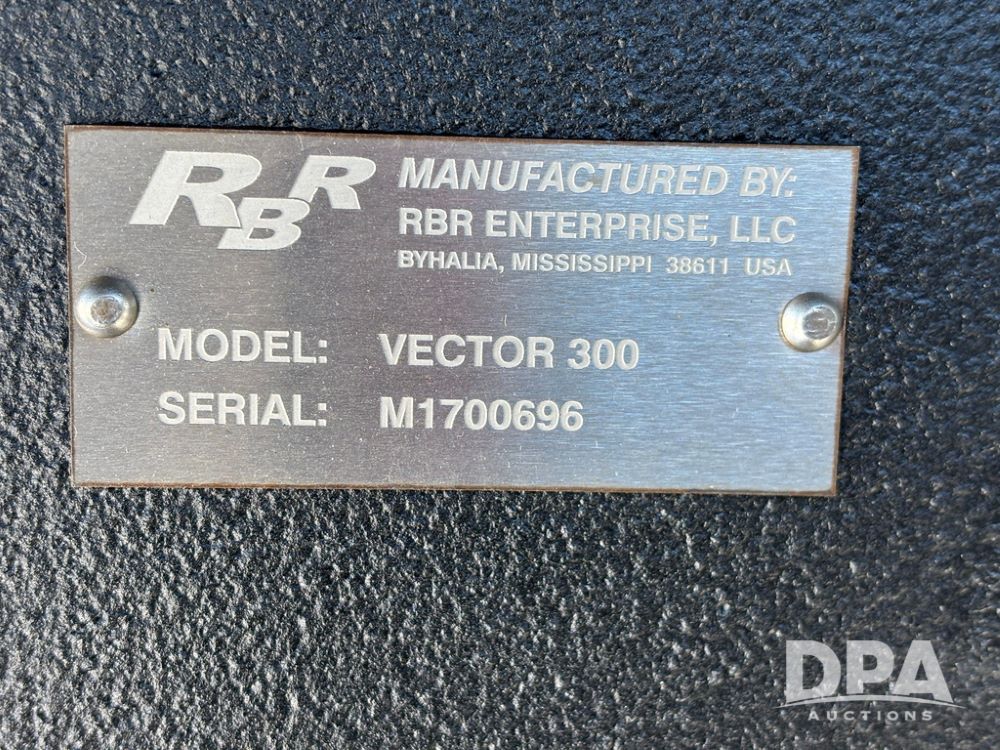 RBR
MANUFACTURED BY:
RBR ENTERPRISE, LLC
BYHALIA, MISSISSIPPI 38611 USA
MODEL: VECTOR 300
SERIAL: M1700696
DPA
AUCTIONS